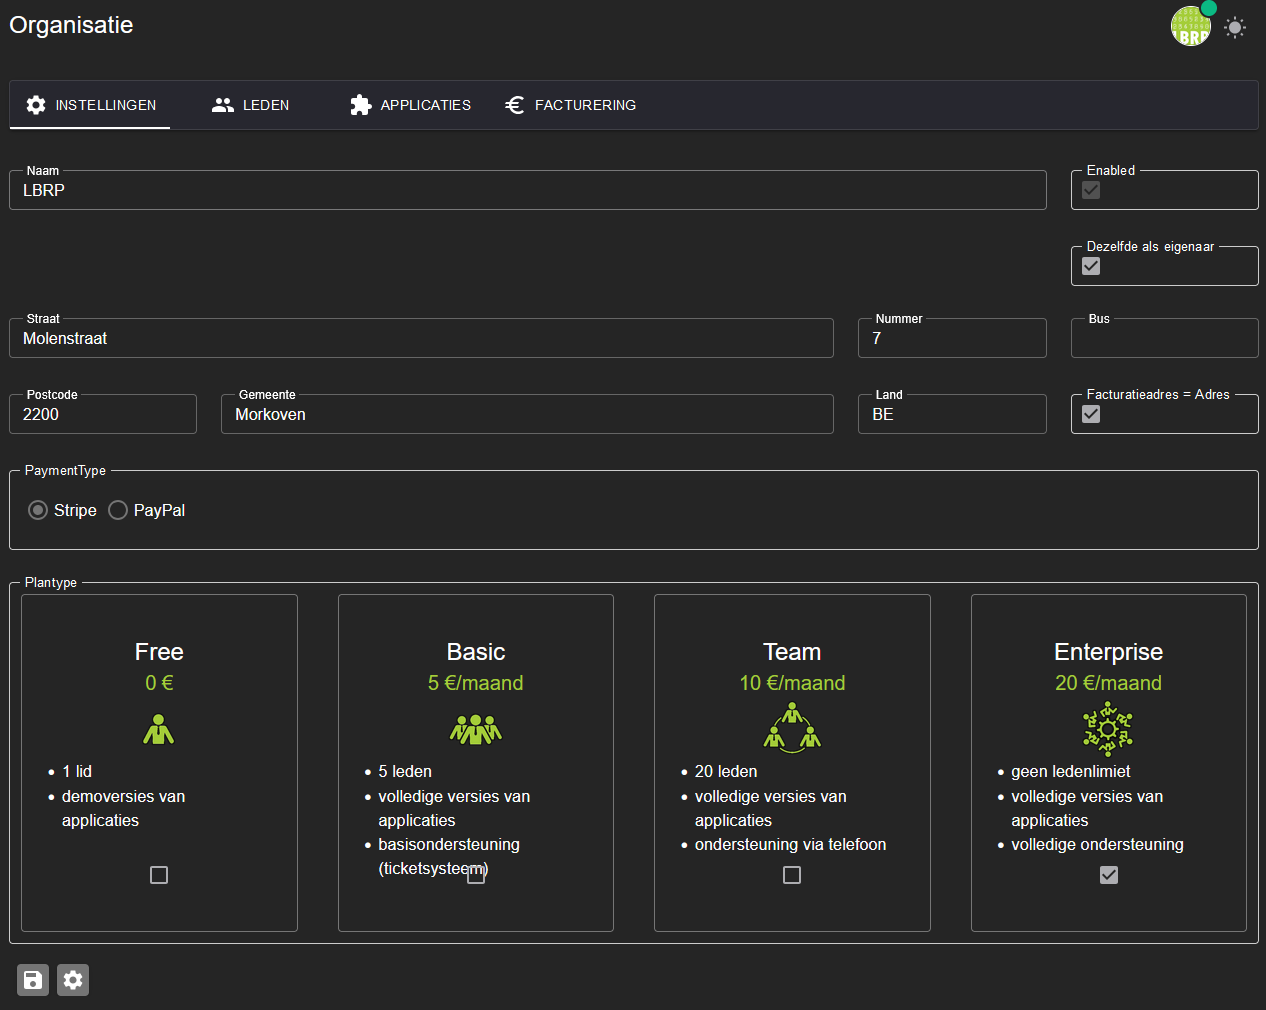 Organisatie
LBRP
INSTELLINGEN LEDEN APPLICATIES FACTURERING
Naam
LBRP
Enabled
Dezelfde als eigenaar
Straat
Molenstraat
Nummer
7
Bus
Postcode
2200
Gemeente
Morkoven
Land
BE
Facturatieadres = Adres
PaymentType
Stripe PayPal
Plantype
Free
0 €
• 1 lid
• demoversies van
applicaties
Basic
5 €/maand
• 5 leden
• volledige versies van
applicaties
• basisondersteuning
(ticketsysteem)
Team
10 €/maand
• 20 leden
• volledige versies van
applicaties
• ondersteuning via telefoon
Enterprise
20 €/maand
• geen ledenlimiet
• volledige versies van
applicaties
• volledige ondersteuning